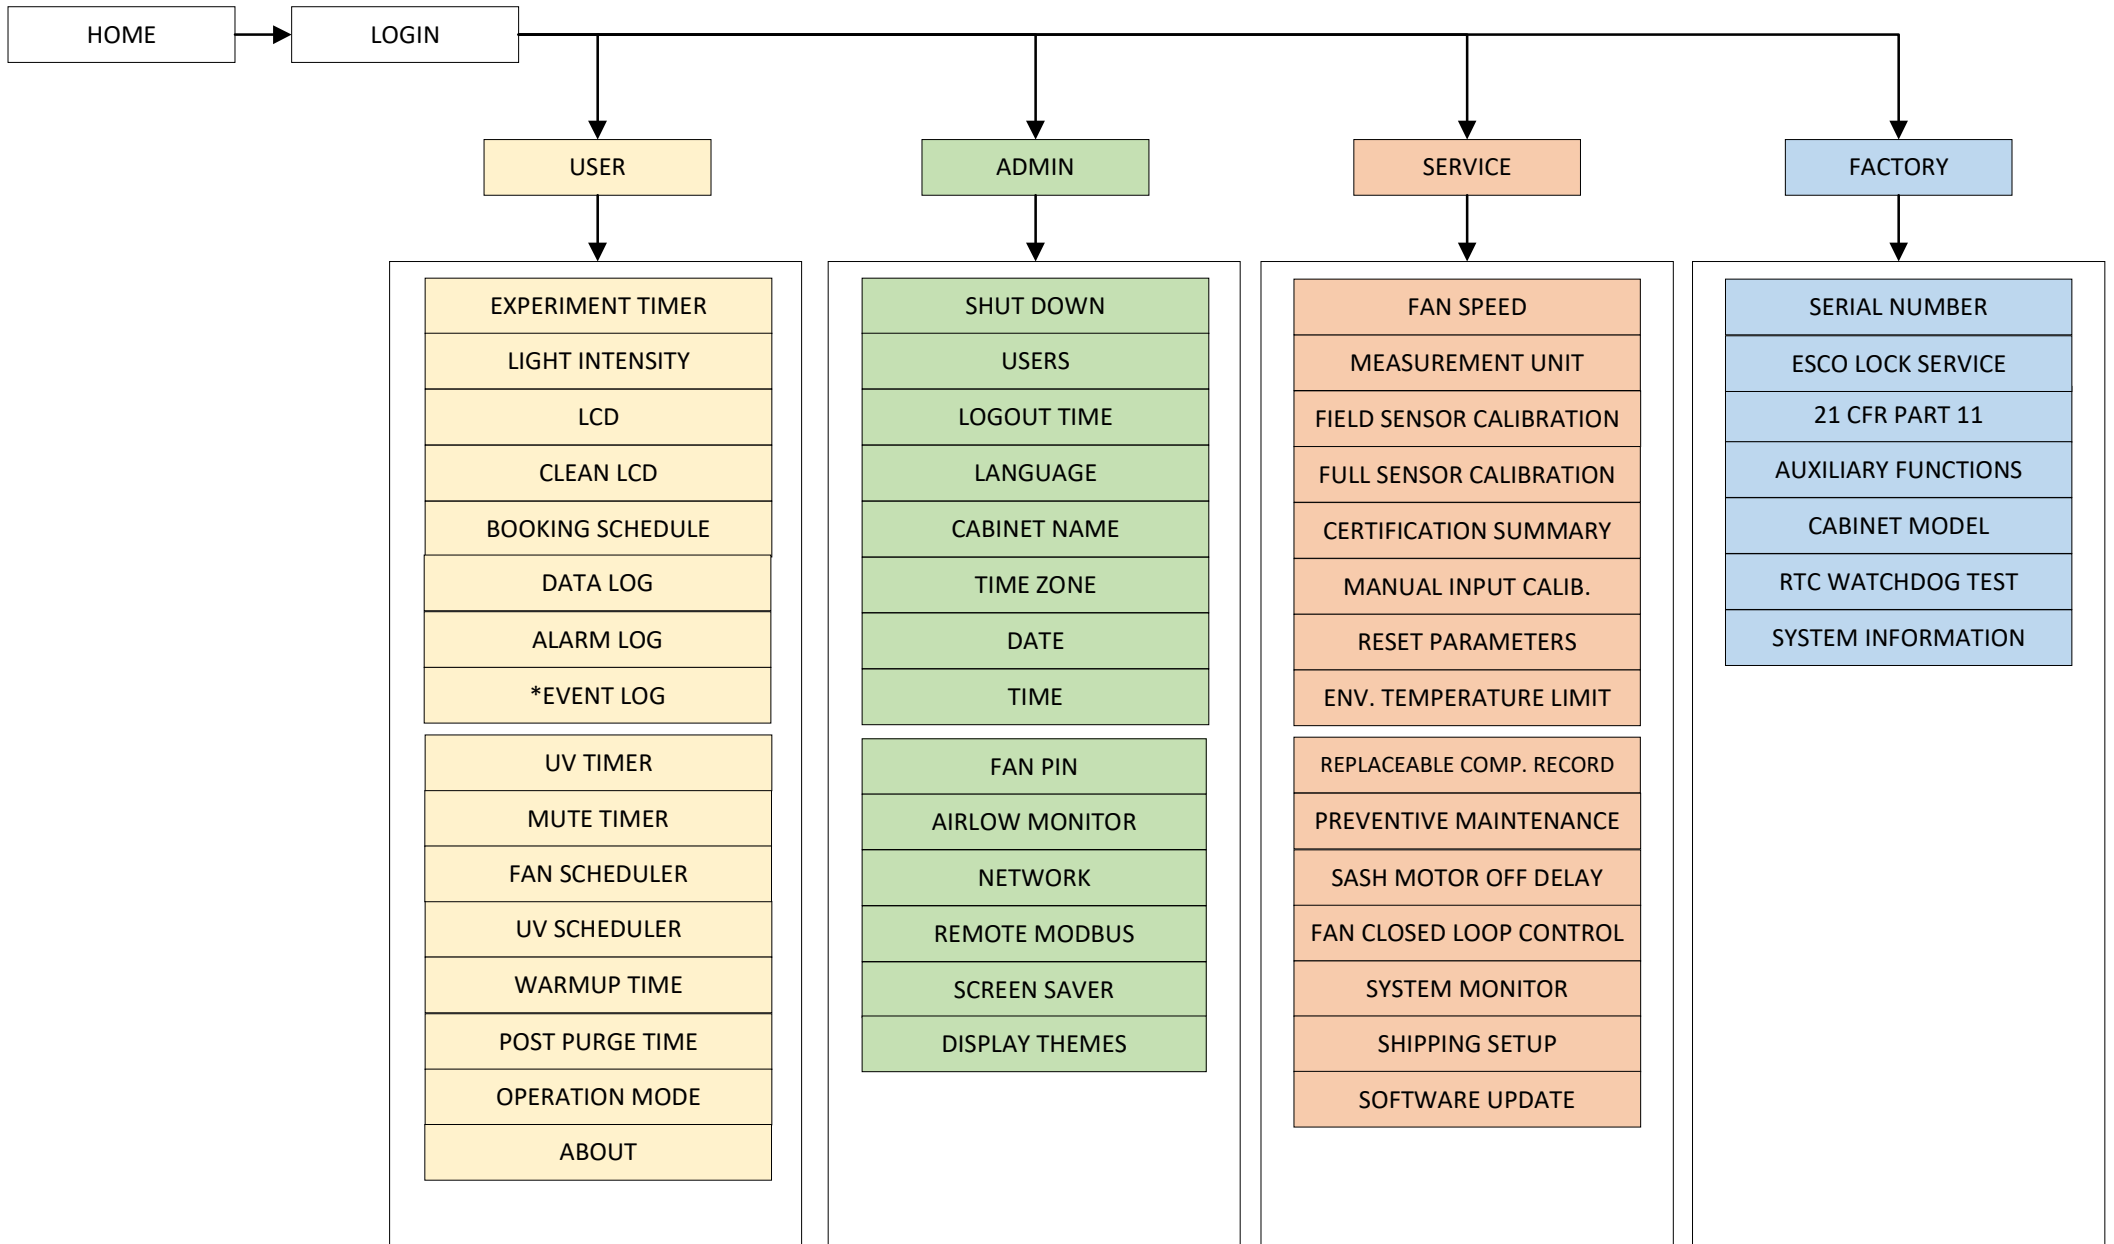 HOME
LOGIN
USER
ADMIN
SERVICE
FACTORY
EXPERIMENT TIMER
LIGHT INTENSITY
LCD
CLEAN LCD
BOOKING SCHEDULE
DATA LOG
ALARM LOG
*EVENT LOG
UV TIMER
MUTE TIMER
FAN SCHEDULER
UV SCHEDULER
WARMUP TIME
POST PURGE TIME
OPERATION MODE
ABOUT
SHUT DOWN
USERS
LOGOUT TIME
LANGUAGE
CABINET NAME
TIME ZONE
DATE
TIME
FAN PIN
AIRLOW MONITOR
NETWORK
REMOTE MODBUS
SCREEN SAVER
DISPLAY THEMES
FAN SPEED
MEASUREMENT UNIT
FIELD SENSOR CALIBRATION
FULL SENSOR CALIBRATION
CERTIFICATION SUMMARY
MANUAL INPUT CALIB.
RESET PARAMETERS
ENV. TEMPERATURE LIMIT
REPLACEABLE COMP. RECORD
PREVENTIVE MAINTENANCE
SASH MOTOR OFF DELAY
FAN CLOSED LOOP CONTROL
SYSTEM MONITOR
SHIPPING SETUP
SOFTWARE UPDATE
SERIAL NUMBER
ESCO LOCK SERVICE
21 CFR PART 11
AUXILIARY FUNCTIONS
CABINET MODEL
RTC WATCHDOG TEST
SYSTEM INFORMATION